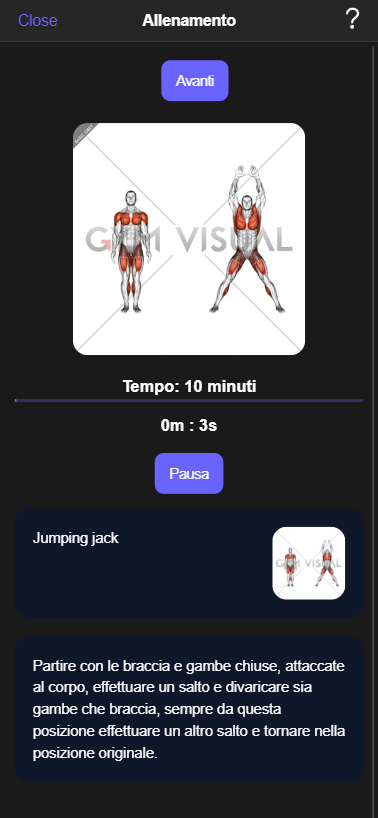 Close
Allenamento
?
Avanti
GYM VISUAL
Tempo: 10 minuti
0m : 3s
Pausa
Jumping jack
GYM VISUAL
Partire con le braccia e gambe chiuse, attaccate
al corpo, effettuare un salto e divaricare sia
gambe che braccia, sempre da questa
posizione effettuare un altro salto e tornare nella
posizione originale.